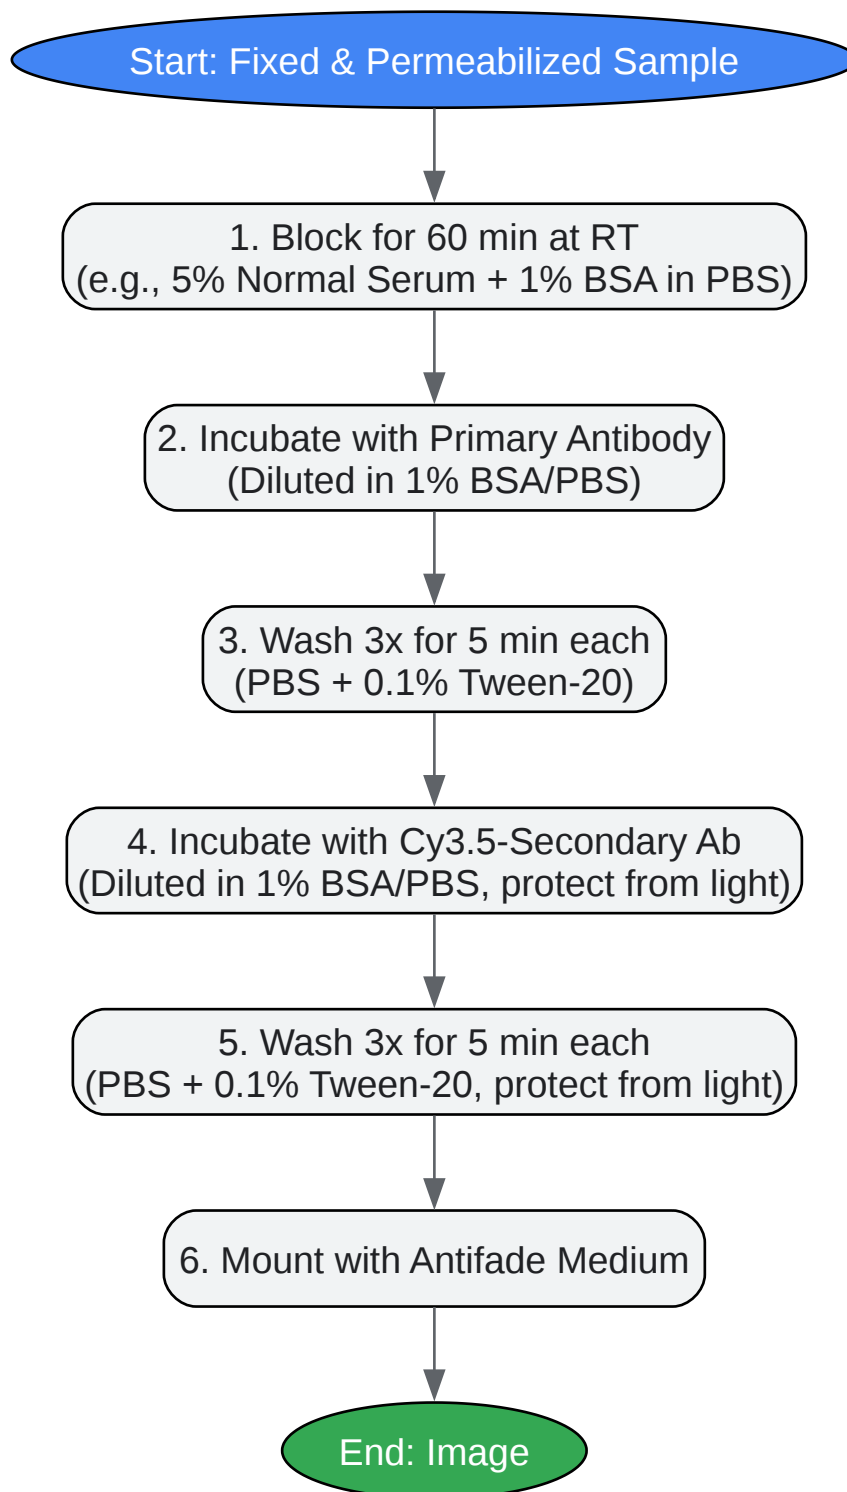 Start: Fixed & Permeabilized Sample
1. Block for 60 min at RT
(e.g., 5% Normal Serum + 1% BSA in PBS)
2. Incubate with Primary Antibody
(Diluted in 1% BSA/PBS)
3. Wash 3x for 5 min each
(PBS + 0.1% Tween-20)
4. Incubate with Cy3.5-Secondary Ab
(Diluted in 1% BSA/PBS, protect from light)
5. Wash 3x for 5 min each
(PBS + 0.1% Tween-20, protect from light)
6. Mount with Antifade Medium
End: Image